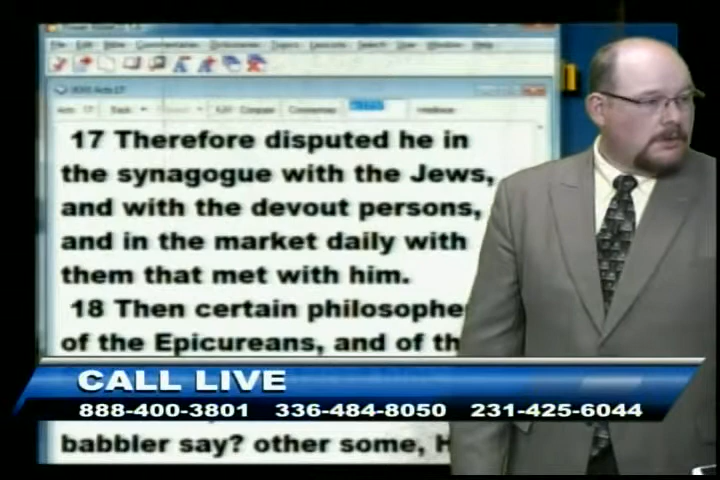 17 Therefore disputed he in
the synagogue with the Jews,
and with the devout persons,
and in the market daily with
them that met with him.
18 Then certain philosophe
of the Epicureans, and of th
CALL LIVE
888-400-3801 336-484-8050 231-425-6044
babbler say? other some, H